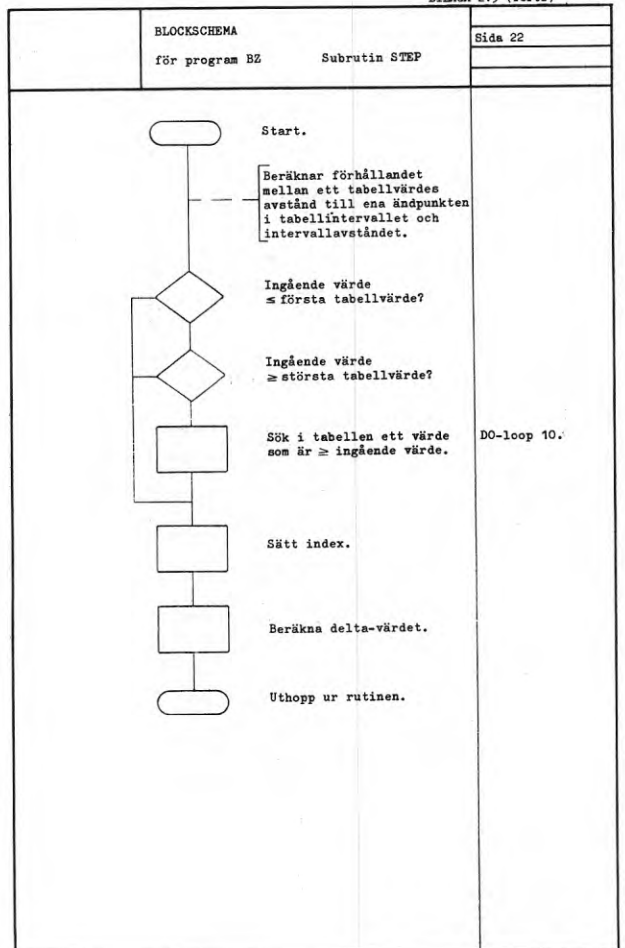 BLOCKSCHEMA
Sida 22
för program BZ Subrutin STEP
Start.
Beräknar förhållandet
mellan ett tabellvärdes
avstånd till ena ändpunkten
i tabellintervallet och
intervallavståndet.
Ingående värde
≤ första tabellvärde?
Ingående värde
≥ största tabellvärde?
Sök i tabellen ett värde
som är ≥ ingående värde.
DO-loop 10.
Sätt index.
Beräkna delta-värdet.
Uthopp ur rutinen.